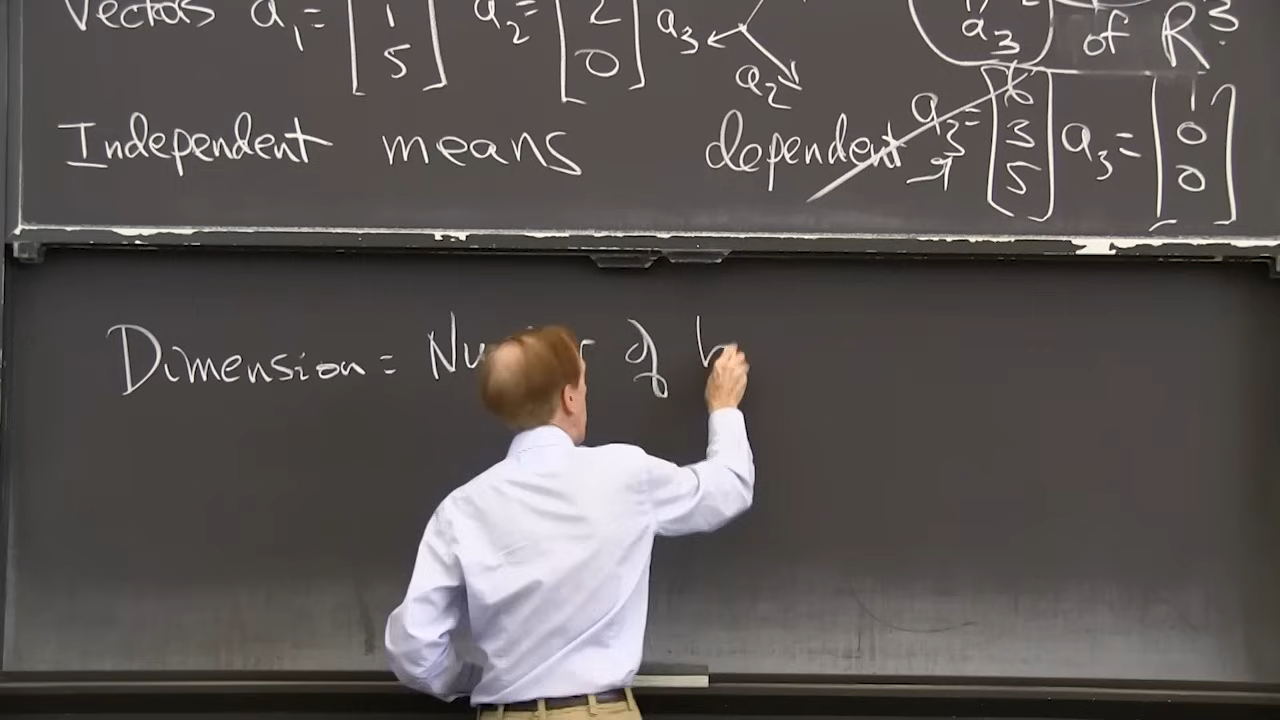 Vectors a₁ = [1 5] a₂ = [2 0] a₃ a₂ a₃ of R³
Independent means dependent a₃ = [6 3 5] a₃ = [1 0 0]
Dimension = of b